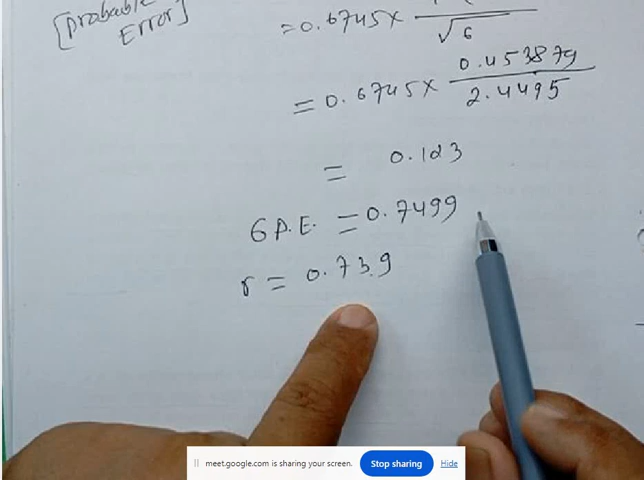 [Probable
Error]
= 0.6745 ×
√6
= 0.6745 × 0.453879
2.4495
= 0.123
6 P.E. = 0.7499
r = 0.739
meet.google.com is sharing your screen. Stop sharing Hide